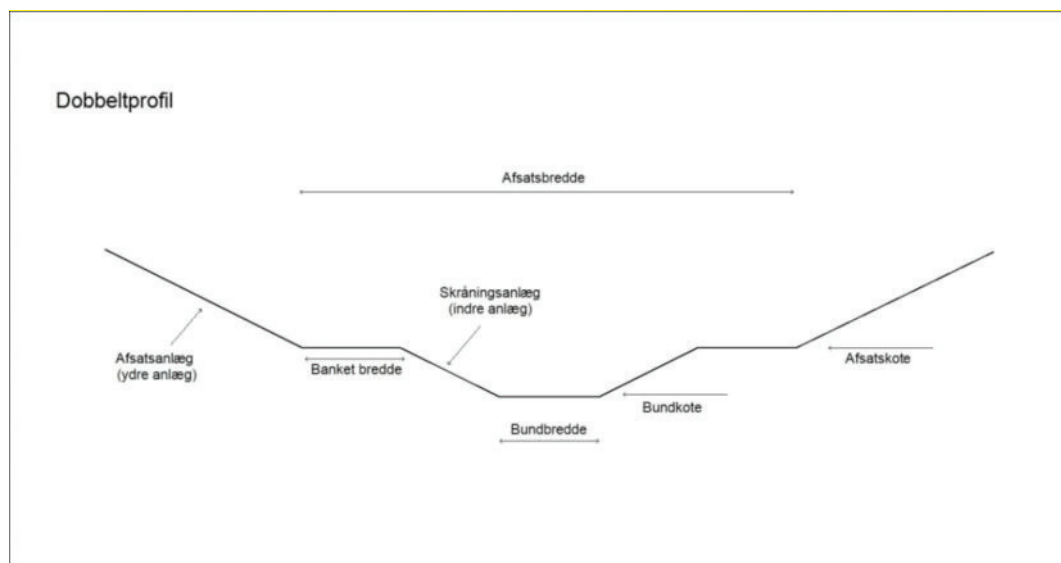 Dobbeltprofil
Afsatsbredde
Skråningsanlæg
(indre anlæg)
Afsatsanlæg
(ydre anlæg)
Banket bredde
Afsatskote
Bundkote
Bundbredde